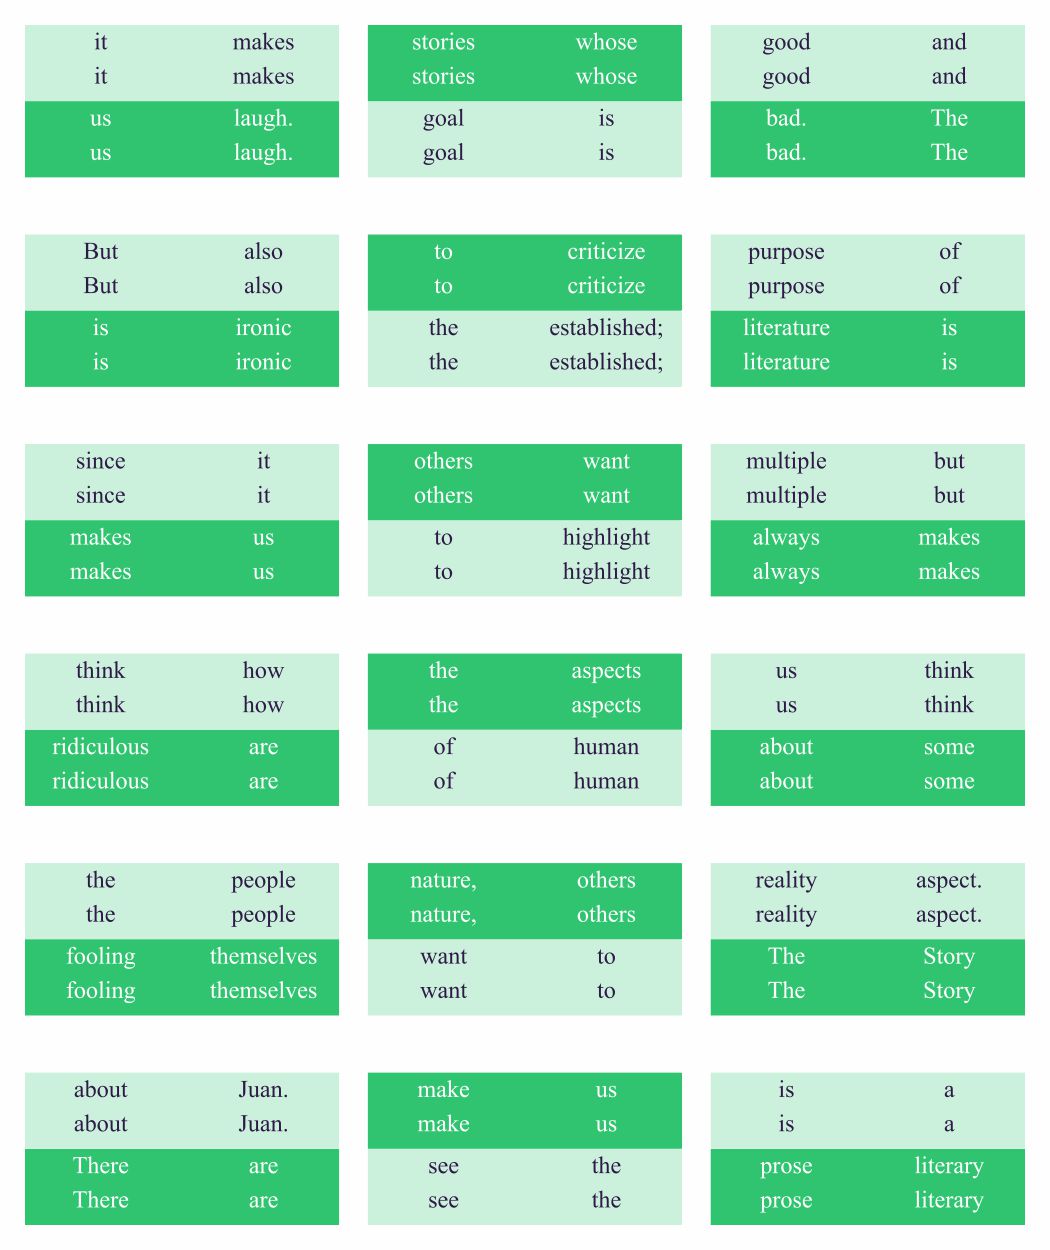 it makes
it makes
us laugh.
us laugh.
But also
But also
is ironic
is ironic
since it
since it
makes us
makes us
think how
think how
ridiculous are
ridiculous are
the people
the people
fooling themselves
fooling themselves
about Juan.
about Juan.
There are
There are
stories whose
stories whose
goal is
goal is
to criticize
to criticize
the established;
the established;
others want
others want
to highlight
to highlight
the aspects
the aspects
of human
of human
nature, others
nature, others
want to
want to
make us
make us
see the
see the
good and
good and
bad. The
bad. The
purpose of
purpose of
literature is
literature is
multiple but
multiple but
always makes
always makes
us think
us think
about some
about some
reality aspect.
reality aspect.
The Story
The Story
is a
is a
prose literary
prose literary